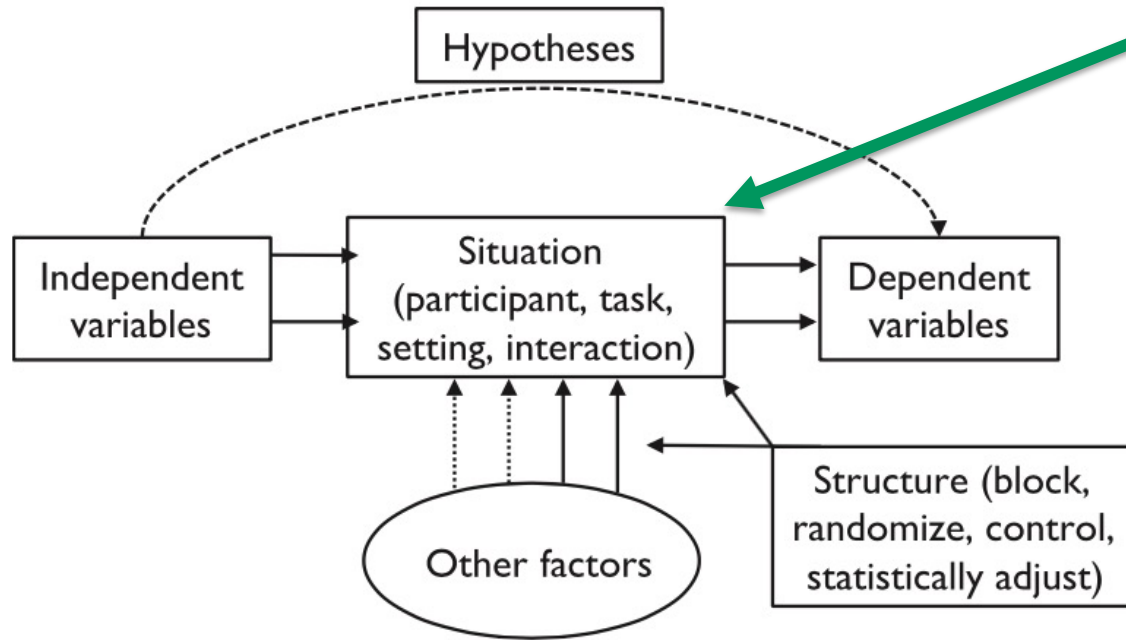 Hypotheses
Independent
variables
Situation
(participant, task,
setting, interaction)
Dependent
variables
Other factors
Structure (block,
randomize, control,
statistically adjust)